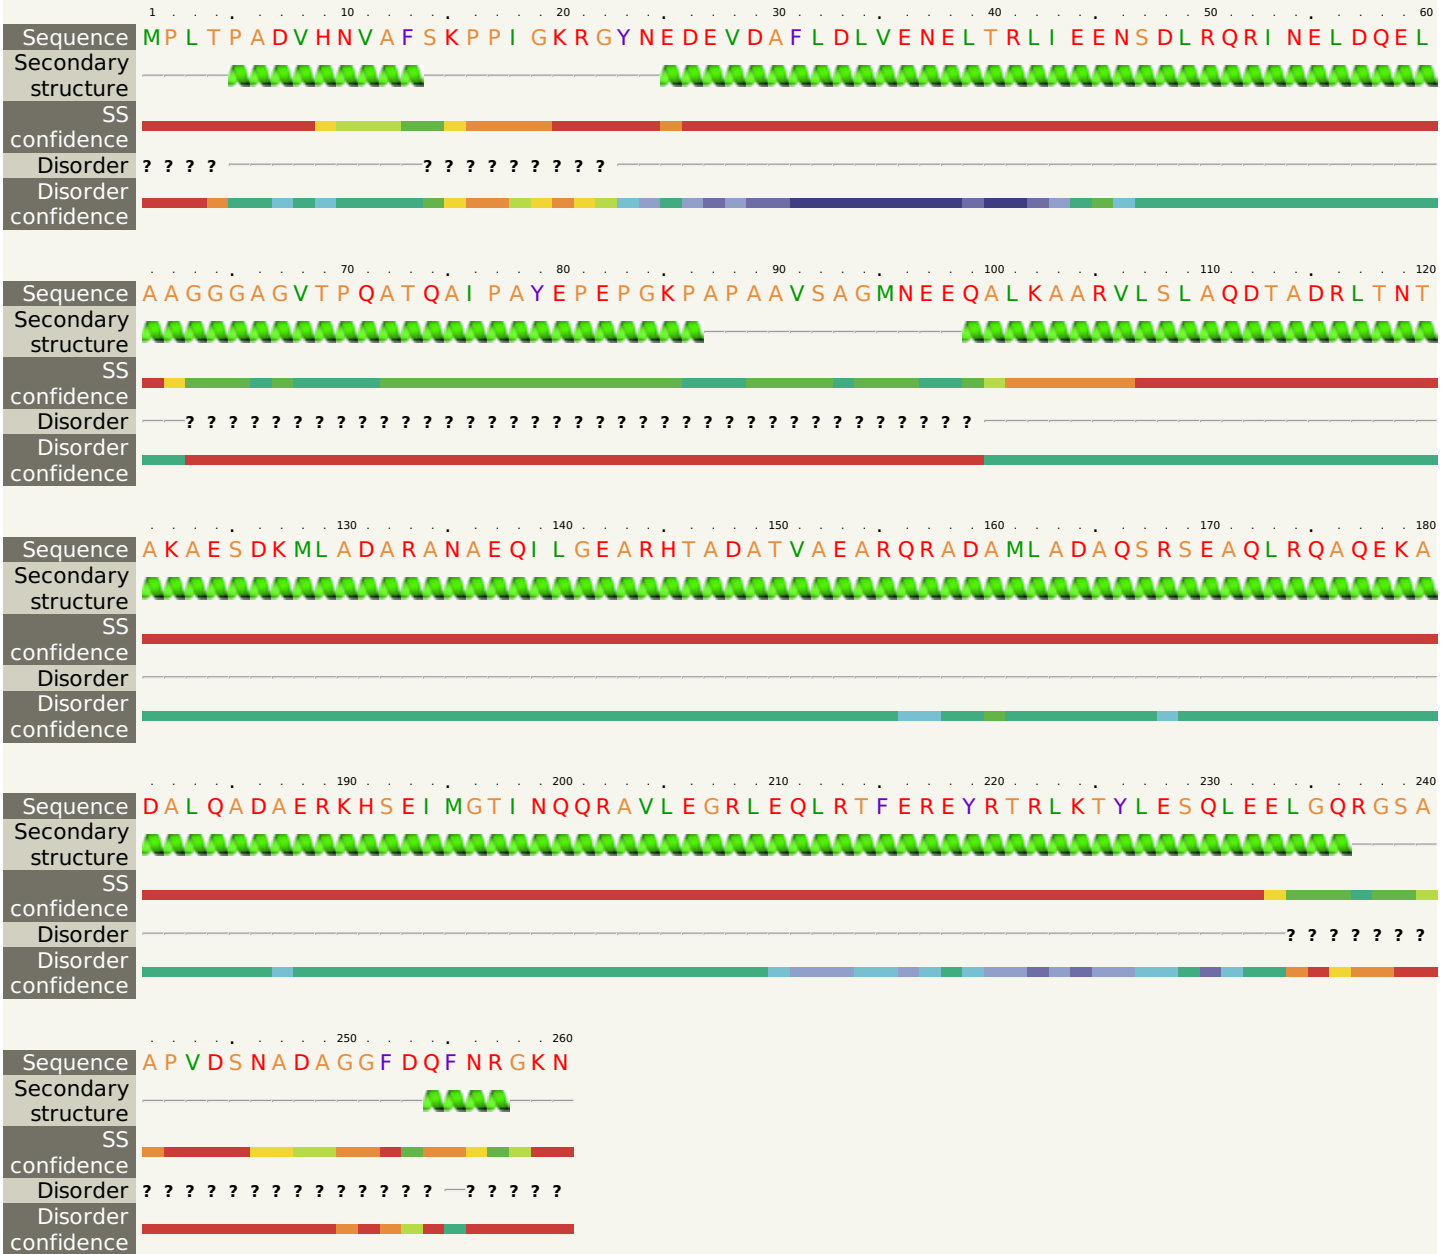 1 . . . . 10 . . . . 20 . . . . 30 . . . . 40 . . . . 50 . . . . 60
Sequence M P L T P A D V H N V A F S K P P I G K R G Y N E D E V D A F L D L V E N E L T R L I E E N S D L R Q R I N E L D Q E L
Secondary
structure
SS
confidence
Disorder ? ? ? ? ? ? ? ? ? ? ? ? ?
Disorder
confidence
70 80 90 100 110 120
Sequence A A G G G A G V T P Q A T Q A I P A Y E P E P G K P A P A A V S A G M N E E Q A L K A A R V L S L A Q D T A D R L T N T
Secondary
structure
SS
confidence
Disorder ? ? ? ? ? ? ? ? ? ? ? ? ? ? ? ? ? ? ? ? ? ? ? ? ? ? ? ? ? ? ? ? ? ? ? ? ?
Disorder
confidence
130 140 150 160 170 180
Sequence A K A E S D K M L A D A R A N A E Q I L G E A R H T A D A T V A E A R Q R A D A M L A D A Q S R S E A Q L R Q A Q E K A
Secondary
structure
SS
confidence
Disorder
Disorder
confidence
190 200 210 220 230 240
Sequence D A L Q A D A E R K H S E I M G T I N Q Q R A V L E G R L E Q L R T F E R E Y R T R L K T Y L E S Q L E E L G Q R G S A
Secondary
structure
SS
confidence
Disorder ? ? ? ? ? ? ?
Disorder
confidence
250 260
Sequence A P V D S N A D A G G F D Q F N R G K N
Secondary
structure
SS
confidence
Disorder ? ? ? ? ? ? ? ? ? ? ? ? ? ? ? ? ? ? ?
Disorder
confidence